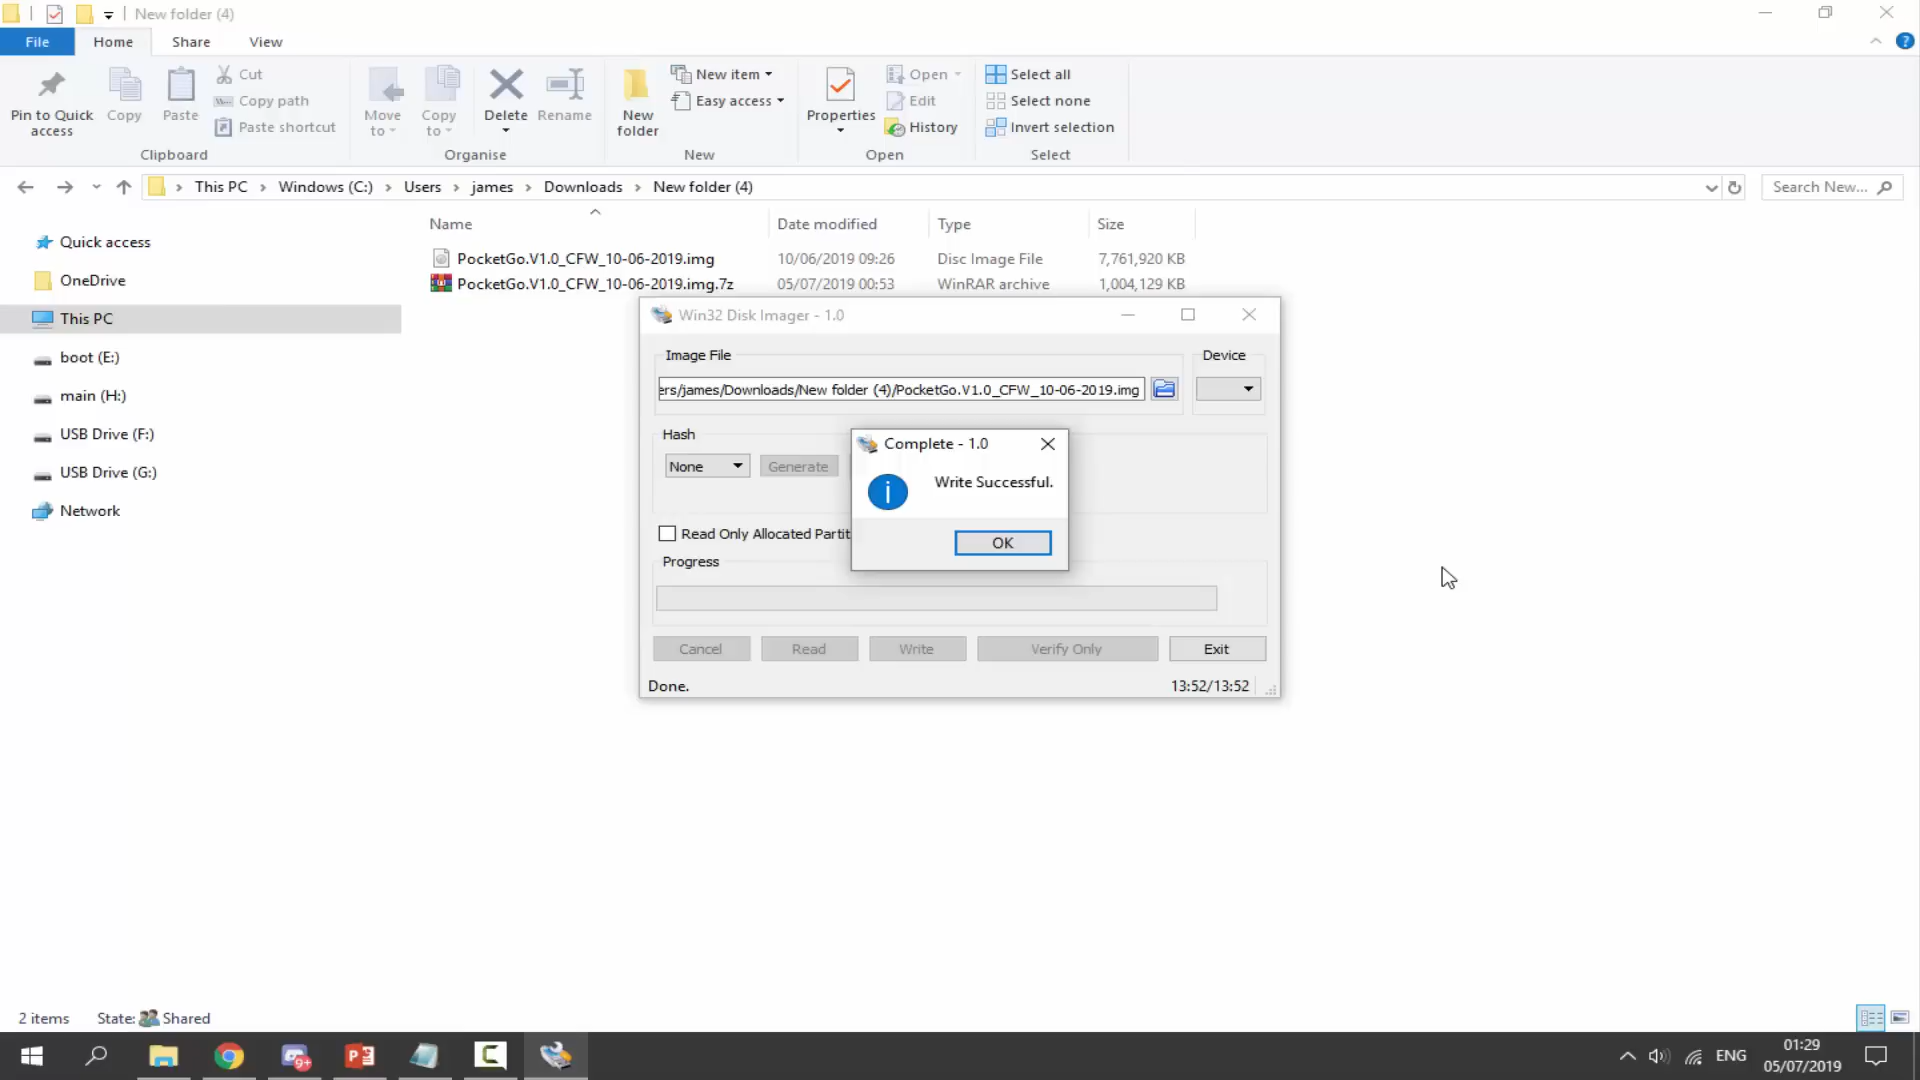 New folder (4)
File
Home
Share
View
Pin to Quick access
Copy
Paste
Cut
Copy path
Paste shortcut
Clipboard
Move to
Copy to
Delete
Rename
Organise
New folder
New item
Easy access
New
Properties
Open
Edit
History
Open
Select all
Select none
Invert selection
Select
This PC
Windows (C:)
Users
james
Downloads
New folder (4)
Search New...
Name
Date modified
Type
Size
PocketGo.V1.0_CFW_10-06-2019.img
10/06/2019 09:26
Disc Image File
7,761,920 KB
PocketGo.V1.0_CFW_10-06-2019.img.7z
05/07/2019 00:53
WinRAR archive
1,004,129 KB
Quick access
OneDrive
This PC
boot (E:)
main (H:)
USB Drive (F:)
USB Drive (G:)
Network
Win32 Disk Imager - 1.0
Image File
Device
ers/james/Downloads/New folder (4)/PocketGo.V1.0_CFW_10-06-2019.img
Hash
None
Generate
Complete - 1.0
Write Successful.
OK
Read Only Allocated Partit
Progress
Cancel
Read
Write
Verify Only
Exit
Done.
13:52/13:52
2 items
State:
Shared
9+
ENG
01:29
05/07/2019